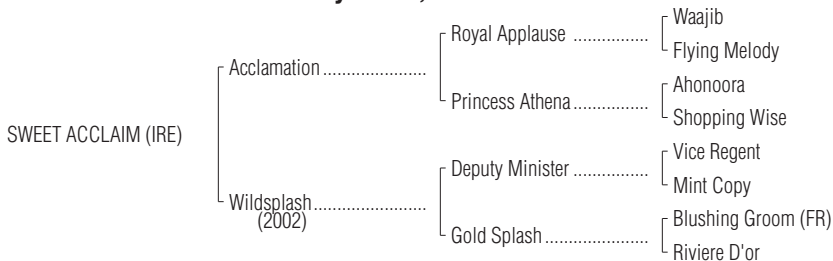 Waajib
Royal Applause ................
Flying Melody
Acclamation ......................
Ahonoora
Princess Athena ................
Shopping Wise
SWEET ACCLAIM (IRE)
Vice Regent
Deputy Minister ................
Mint Copy
Wildsplash ........................
(2002)
Blushing Groom (FR)
Gold Splash ......................
Riviere D'or